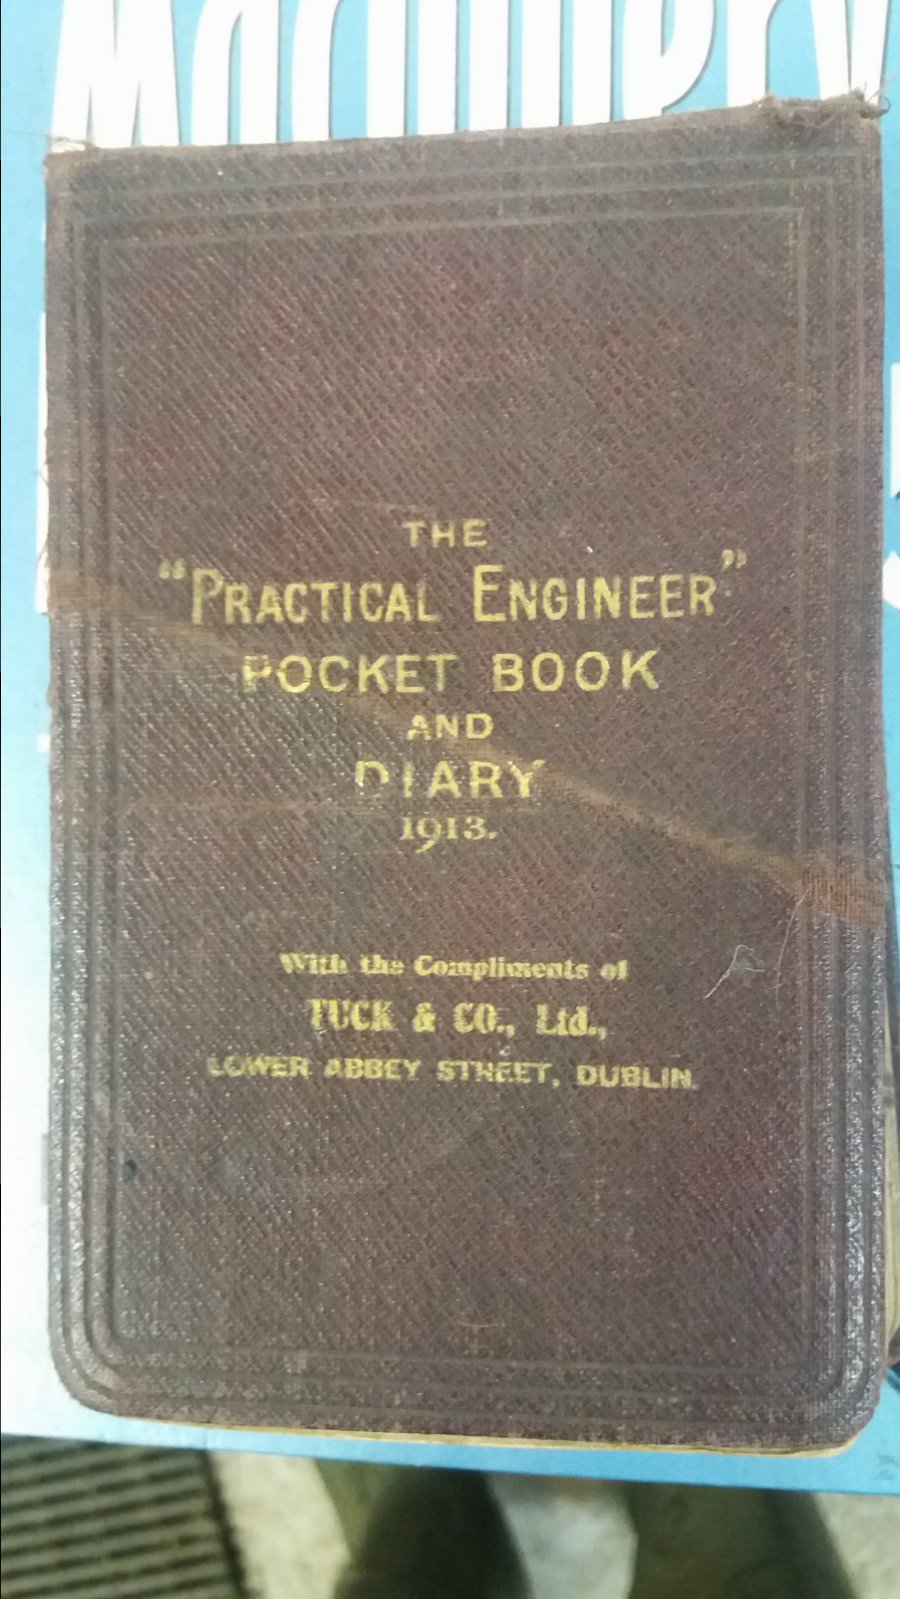 Machinery
THE
“PRACTICAL ENGINEER”
POCKET BOOK
AND
DIARY
1913.
With the Compliments of
TUCK & CO., Ltd.,
LOWER ABBEY STREET, DUBLIN.